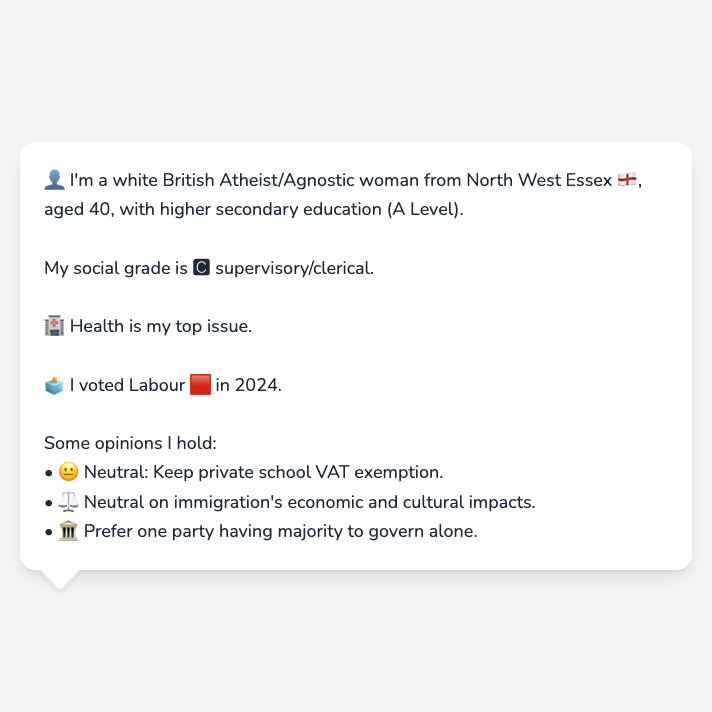 👤 I'm a white British Atheist/Agnostic woman from North West Essex 🏴󠁧󠁢󠁥󠁮󠁧󠁿,
aged 40, with higher secondary education (A Level).
My social grade is 🅲 supervisory/clerical.
🏥 Health is my top issue.
🗳️ I voted Labour 🟥 in 2024.
Some opinions I hold:
• 😐 Neutral: Keep private school VAT exemption.
• ⚖️ Neutral on immigration's economic and cultural impacts.
• 🏛️ Prefer one party having majority to govern alone.